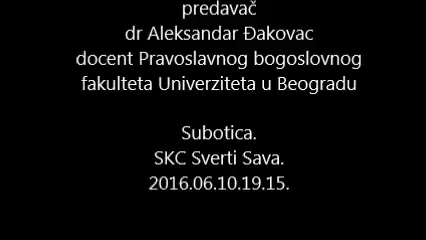 predavač
dr Aleksandar Đakovac
docent Pravoslavnog bogoslovnog
fakulteta Univerziteta u Beogradu
Subotica.
SKC Sverti Sava.
2016.06.10.19.15.